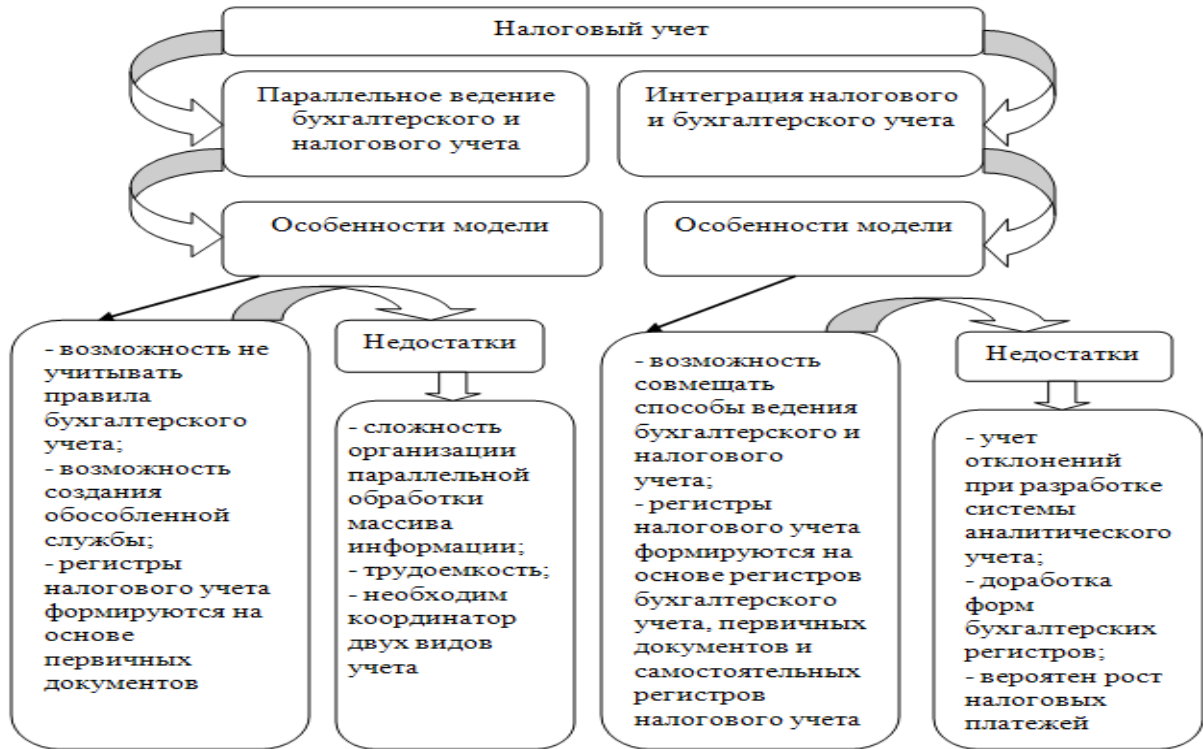 Налоговый учет
Параллельное ведение
бухгалтерского и
налогового учета
Интеграция налогового
и бухгалтерского учета
Особенности модели
Особенности модели
- возможность не
учитывать
правила
бухгалтерского
учета;
- возможность
создания
обособленной
службы;
- регистры
налогового учета
формируются на
основе
первичных
документов
Недостатки
- сложность
организации
параллельной
обработки
массива
информации;
- трудоемкость;
- необходим
координатор
двух видов
учета
- возможность
совмещать
способы ведения
бухгалтерского и
налогового
учета;
- регистры
налогового учета
формируются на
основе регистров
бухгалтерского
учета, первичных
документов и
самостоятельных
регистров
налогового учета
Недостатки
- учет
отклонений
при разработке
системы
аналитического
учета;
- доработка
форм
бухгалтерских
регистров;
- вероятен рост
налоговых
платежей